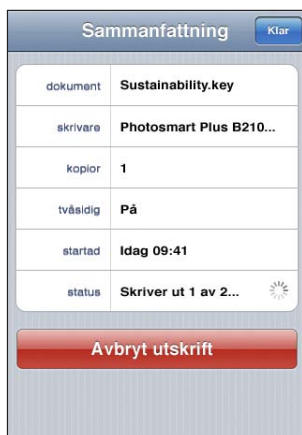 Sammanfattning
Klar
dokument Sustainability.key
skrivare Photosmart Plus B210...
kopior 1
tvåsidig På
startad Idag 09:41
status Skriver ut 1 av 2...
Avbryt utskrift